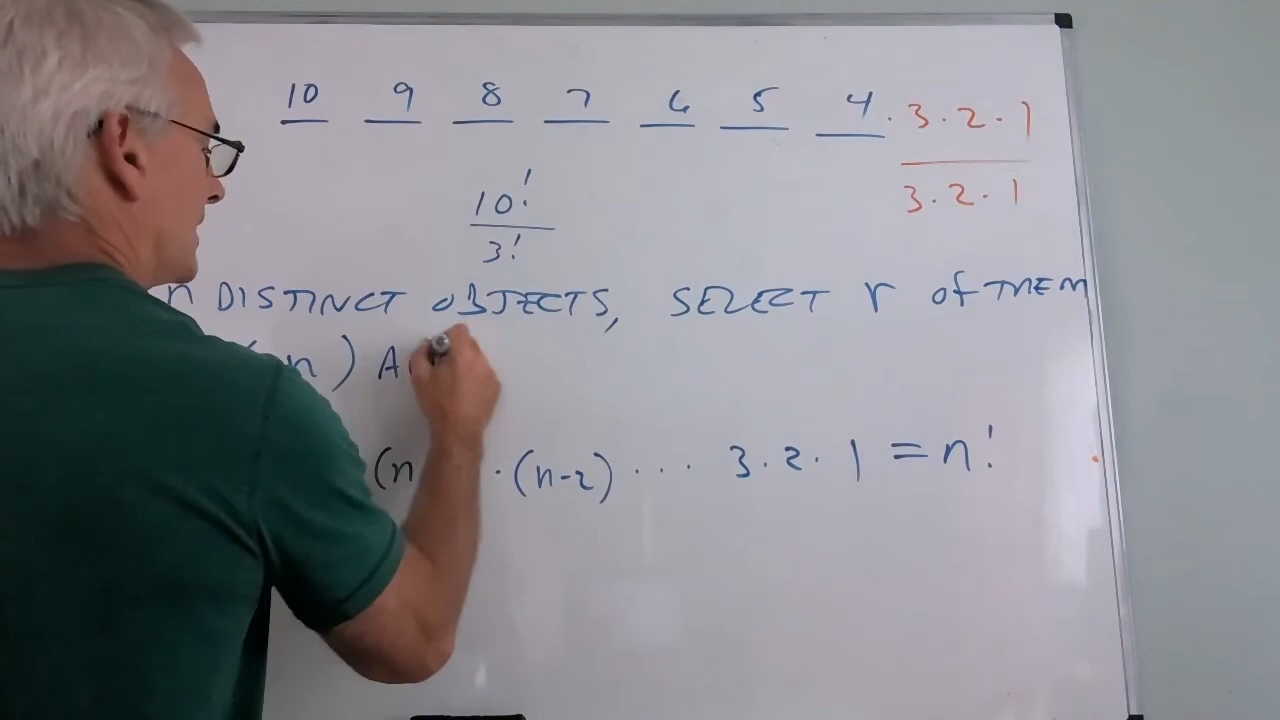 10 9 8 7 6 5 4 · 3 · 2 · 1
3 · 2 · 1
10!
3!
n DISTINCT OBJECTS, SELECT r of THEM
n) A
(n · (n-2) ... 3 · 2 · 1 = n!